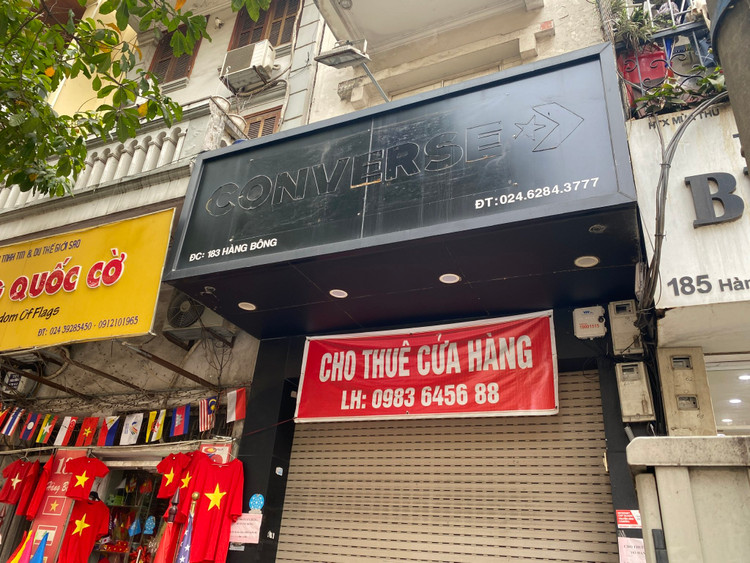 CONVERSE
ĐT: 024.6284.3777
ĐC: 183 HÀNG BÔNG
QUỐC CỜ
dom Of Flags
ĐT: 024 39285450 - 0912101965
CHO THUÊ CỬA HÀNG
LH: 0983 6456 88
B
185 Hàn